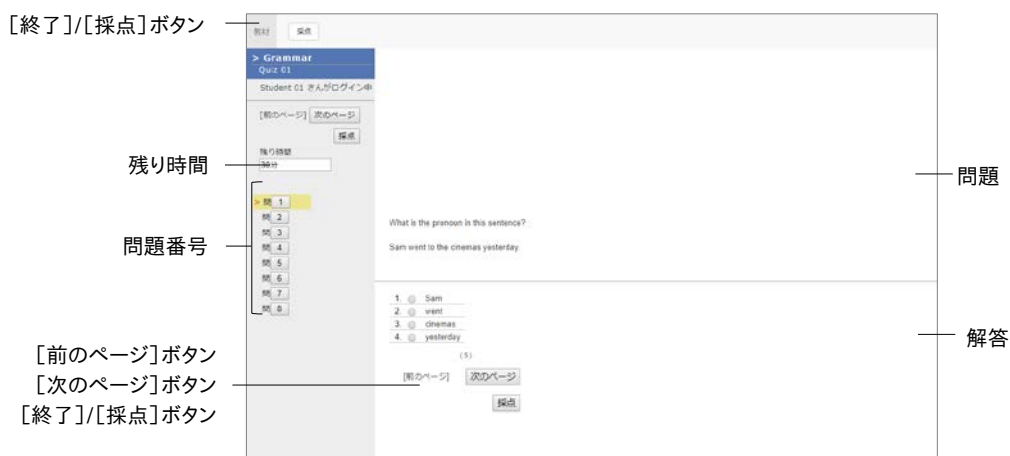 ［終了］/［採点］ボタン
教材 採点
> Grammar
Quiz 01
Student 01 さんがログイン中
[前のページ] 次のページ
採点
残り時間
残り時間
30分
問題
> 問 1
問 2
問 3
問題番号
問 4
問 5
問 6
問 7
問 8
What is the pronoun in this sentence?
Sam went to the cinemas yesterday.
1. Sam
2. went
3. cinemas
4. yesterday
(5)
解答
［前のページ］ボタン
［次のページ］ボタン
［終了］/［採点］ボタン
[前のページ] 次のページ
採点